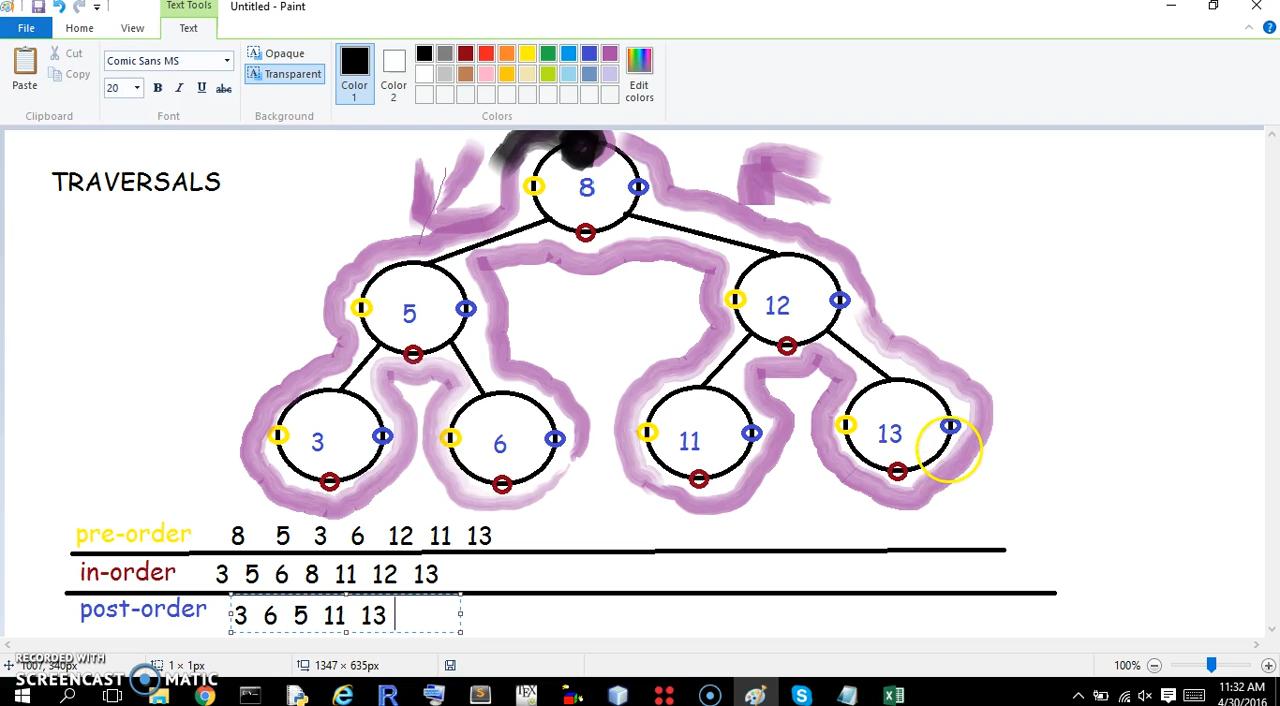 Text Tools
Untitled - Paint
File Home View Text
Paste
Cut
Copy
Clipboard
Comic Sans MS
20 B I U abc
Font
Opaque
Transparent
Background
Color 1
Color 2
Edit colors
Colors
TRAVERSALS
8
5 12
3 6 11 13
pre-order 8 5 3 6 12 11 13
in-order 3 5 6 8 11 12 13
post-order 3 6 5 11 13
1007, 340px 1 × 1px 1347 × 635px 100%
RECORDED WITH
SCREENCAST MATIC
11:32 AM
4/30/2016